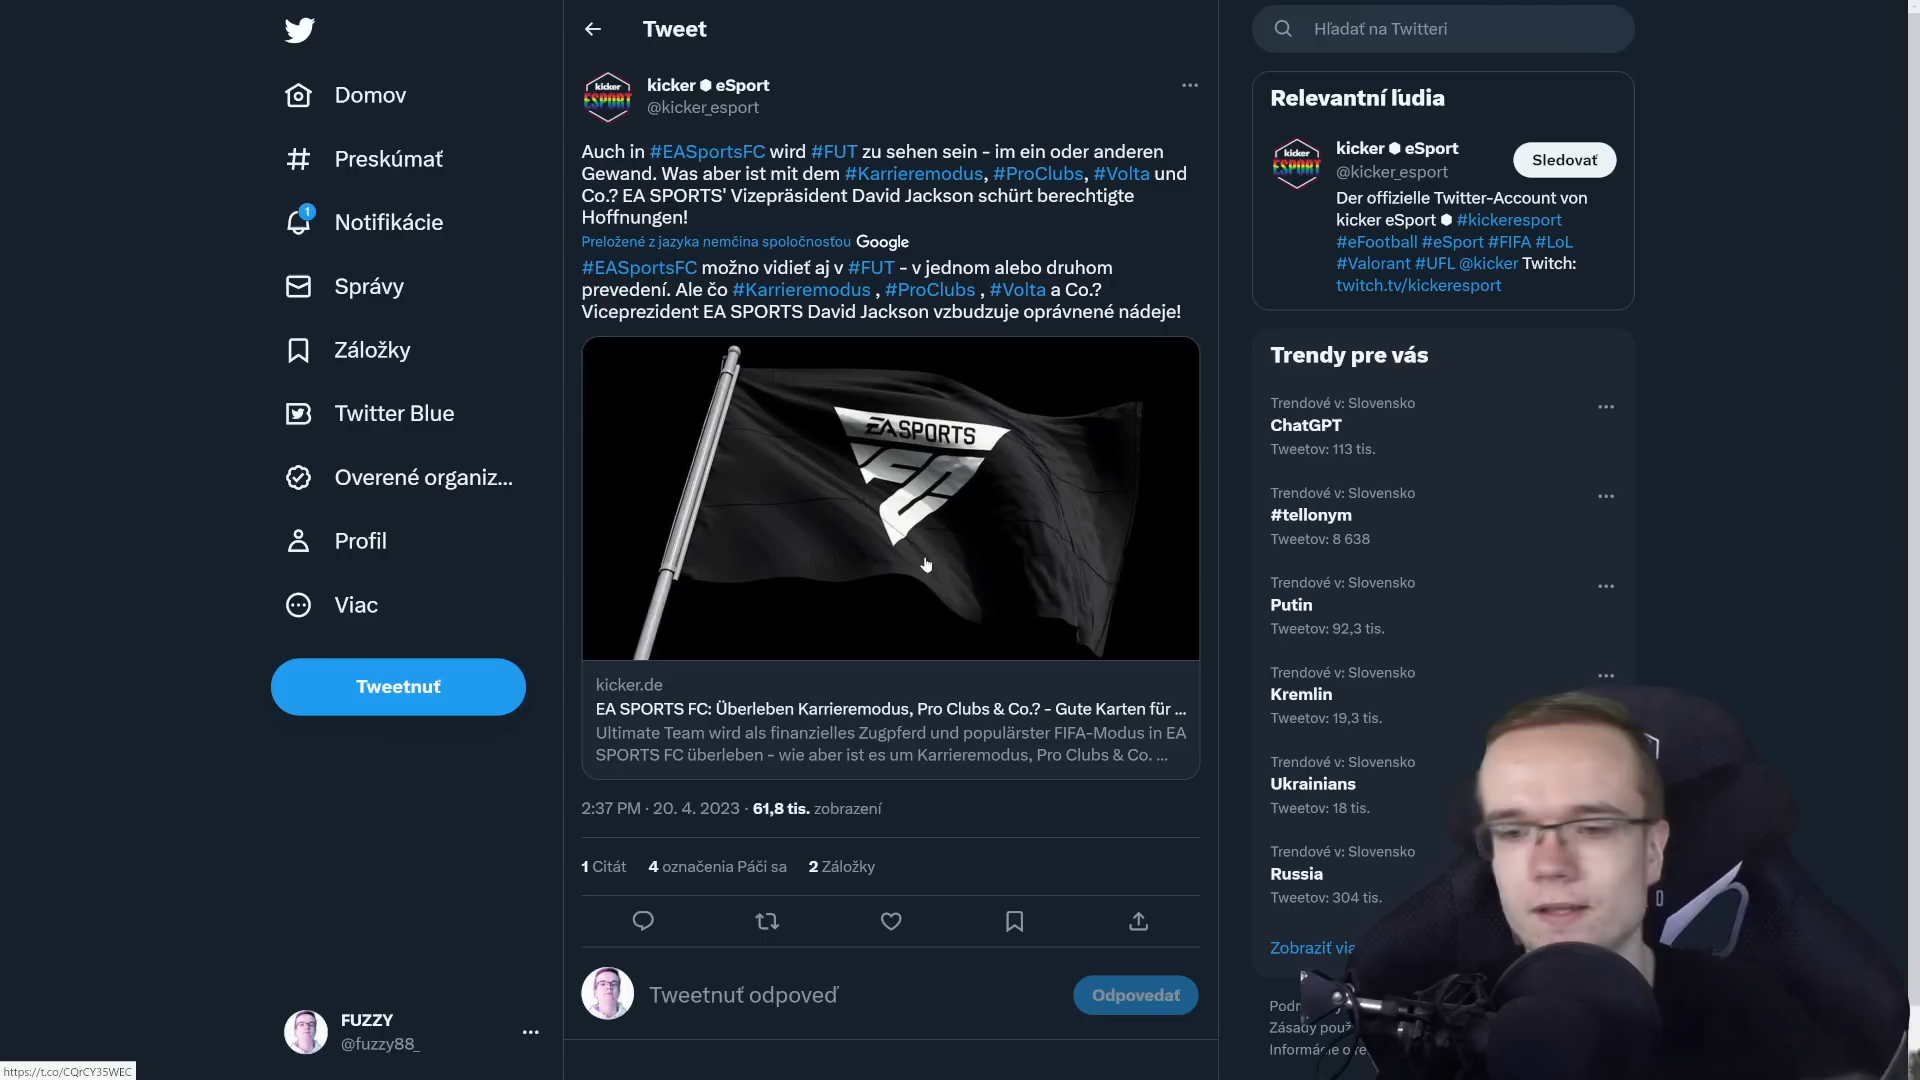 Tweet
Hľadať na Twitteri
Domov
Preskúmať
1
Notifikácie
Správy
Záložky
Twitter Blue
Overené organiz...
Profil
Viac
Tweetnuť
FUZZY
@fuzzy88_
https://t.co/CQrCY35WEC
kicker ESPORT
kicker ⬢ eSport
@kicker_esport
Auch in #EASportsFC wird #FUT zu sehen sein - im ein oder anderen
Gewand. Was aber ist mit dem #Karrieremodus, #ProClubs, #Volta und
Co.? EA SPORTS' Vizepräsident David Jackson schürt berechtigte
Hoffnungen!
Preložené z jazyka nemčina spoločnosťou Google
#EASportsFC možno vidieť aj v #FUT - v jednom alebo druhom
prevedení. Ale čo #Karrieremodus , #ProClubs , #Volta a Co.?
Viceprezident EA SPORTS David Jackson vzbudzuje oprávnené nádeje!
EA SPORTS
FC
kicker.de
EA SPORTS FC: Überleben Karrieremodus, Pro Clubs & Co.? - Gute Karten für ...
Ultimate Team wird als finanzielles Zugpferd und populärster FIFA-Modus in EA
SPORTS FC überleben - wie aber ist es um Karrieremodus, Pro Clubs & Co. ...
2:37 PM · 20. 4. 2023 · 61,8 tis. zobrazení
1 Citát 4 označenia Páči sa 2 Záložky
Tweetnuť odpoveď
Odpovedať
Relevantní ľudia
kicker ESPORT
kicker ⬢ eSport
@kicker_esport
Sledovať
Der offizielle Twitter-Account von
kicker eSport ⬢ #kickeresport
#eFootball #eSport #FIFA #LoL
#Valorant #UFL @kicker Twitch:
twitch.tv/kickeresport
Trendy pre vás
Trendové v: Slovensko
ChatGPT
Tweetov: 113 tis.
Trendové v: Slovensko
#tellonym
Tweetov: 8 638
Trendové v: Slovensko
Putin
Tweetov: 92,3 tis.
Trendové v: Slovensko
Kremlin
Tweetov: 19,3 tis.
Trendové v: Slovensko
Ukrainians
Tweetov: 18 tis.
Trendové v: Slovensko
Russia
Tweetov: 304 tis.
Zobraziť via
Zásady